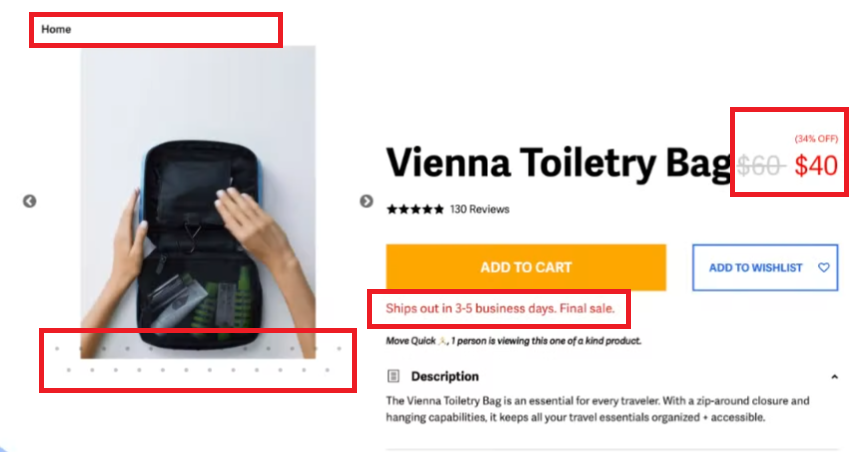 Home
(34% OFF)
Vienna Toiletry Bag $60 $40
130 Reviews
ADD TO CART
ADD TO WISHLIST
Ships out in 3-5 business days. Final sale.
Move Quick 🏃, 1 person is viewing this one of a kind product.
Description
The Vienna Toiletry Bag is an essential for every traveler. With a zip-around closure and
hanging capabilities, it keeps all your travel essentials organized + accessible.